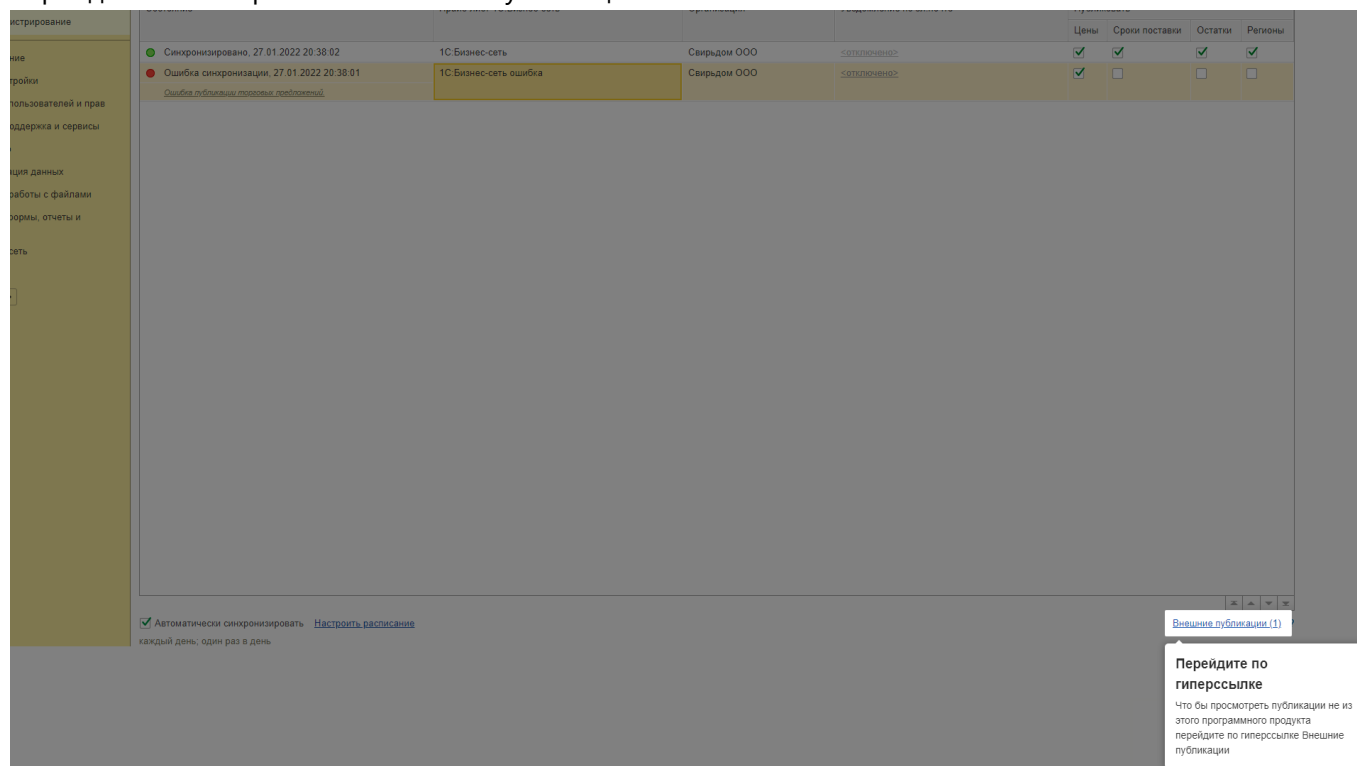 истрирование
Цены Сроки поставки Остатки Регионы
Синхронизировано, 27.01.2022 20:38:02 1С:Бизнес-сеть Свирьдом ООО <отключено>
Ошибка синхронизации, 27.01.2022 20:38:01 1С:Бизнес-сеть ошибка Свирьдом ООО <отключено>
Ошибка публикации торговых предложений.
ние
тройки
пользователей и прав
оддержка и сервисы
ация данных
работы с файлами
формы, отчеты и
сеть
Автоматически синхронизировать Настроить расписание
каждый день; один раз в день
Внешние публикации (1)
Перейдите по
гиперссылке
Что бы просмотреть публикации не из
этого программного продукта
перейдите по гиперссылке Внешние
публикации